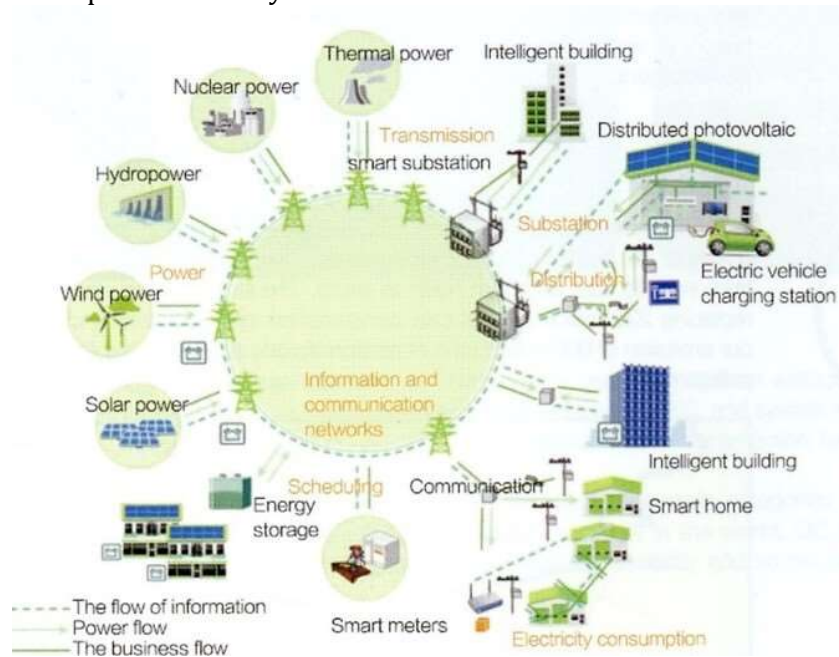 Thermal power
Intelligent building
Nuclear power
Transmission
smart substation
Distributed photovoltaic
Hydropower
Substation
Power
Distribution
Electric vehicle
charging station
Wind power
Information and
communication
networks
Solar power
Intelligent building
Scheduling
Communication
Energy
storage
Smart home
The flow of information
Power flow
The business flow
Smart meters
Electricity consumption